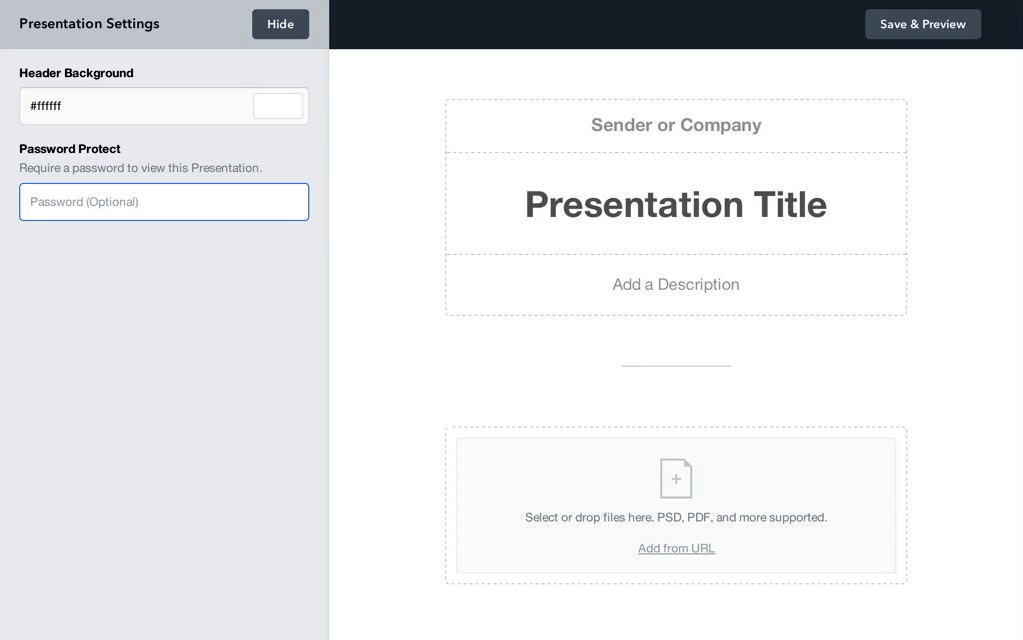 Presentation Settings
Hide
Save & Preview
Header Background
#ffffff
Password Protect
Require a password to view this Presentation.
Password (Optional)
Sender or Company
Presentation Title
Add a Description
Select or drop files here. PSD, PDF, and more supported.
Add from URL